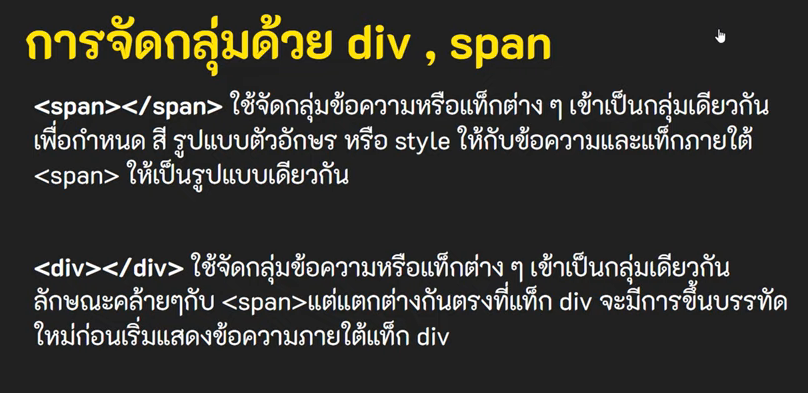 การจัดกลุ่มด้วย div , span
<span></span> ใช้จัดกลุ่มข้อความหรือแท็กต่าง ๆ เข้าเป็นกลุ่มเดียวกัน
เพื่อกำหนด สี รูปแบบตัวอักษร หรือ style ให้กับข้อความและแท็กภายใต้
<span> ให้เป็นรูปแบบเดียวกัน
<div></div> ใช้จัดกลุ่มข้อความหรือแท็กต่าง ๆ เข้าเป็นกลุ่มเดียวกัน
ลักษณะคล้ายๆกับ <span>แต่แตกต่างกันตรงที่แท็ก div จะมีการขึ้นบรรทัด
ใหม่ก่อนเริ่มแสดงข้อความภายใต้แท็ก div